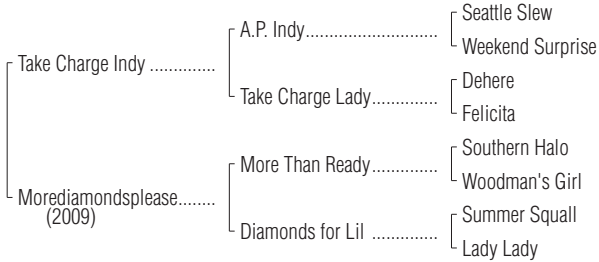 Seattle Slew
A.P. Indy..........................
Weekend Surprise
Take Charge Indy .............
Dehere
Take Charge Lady.............
Felicita
Southern Halo
More Than Ready.............
Woodman's Girl
Morediamondsplease.......
(2009)
Summer Squall
Diamonds for Lil .............
Lady Lady